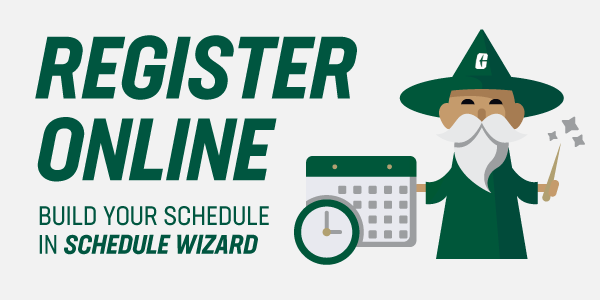 REGISTER
ONLINE
BUILD YOUR SCHEDULE
IN SCHEDULE WIZARD
C